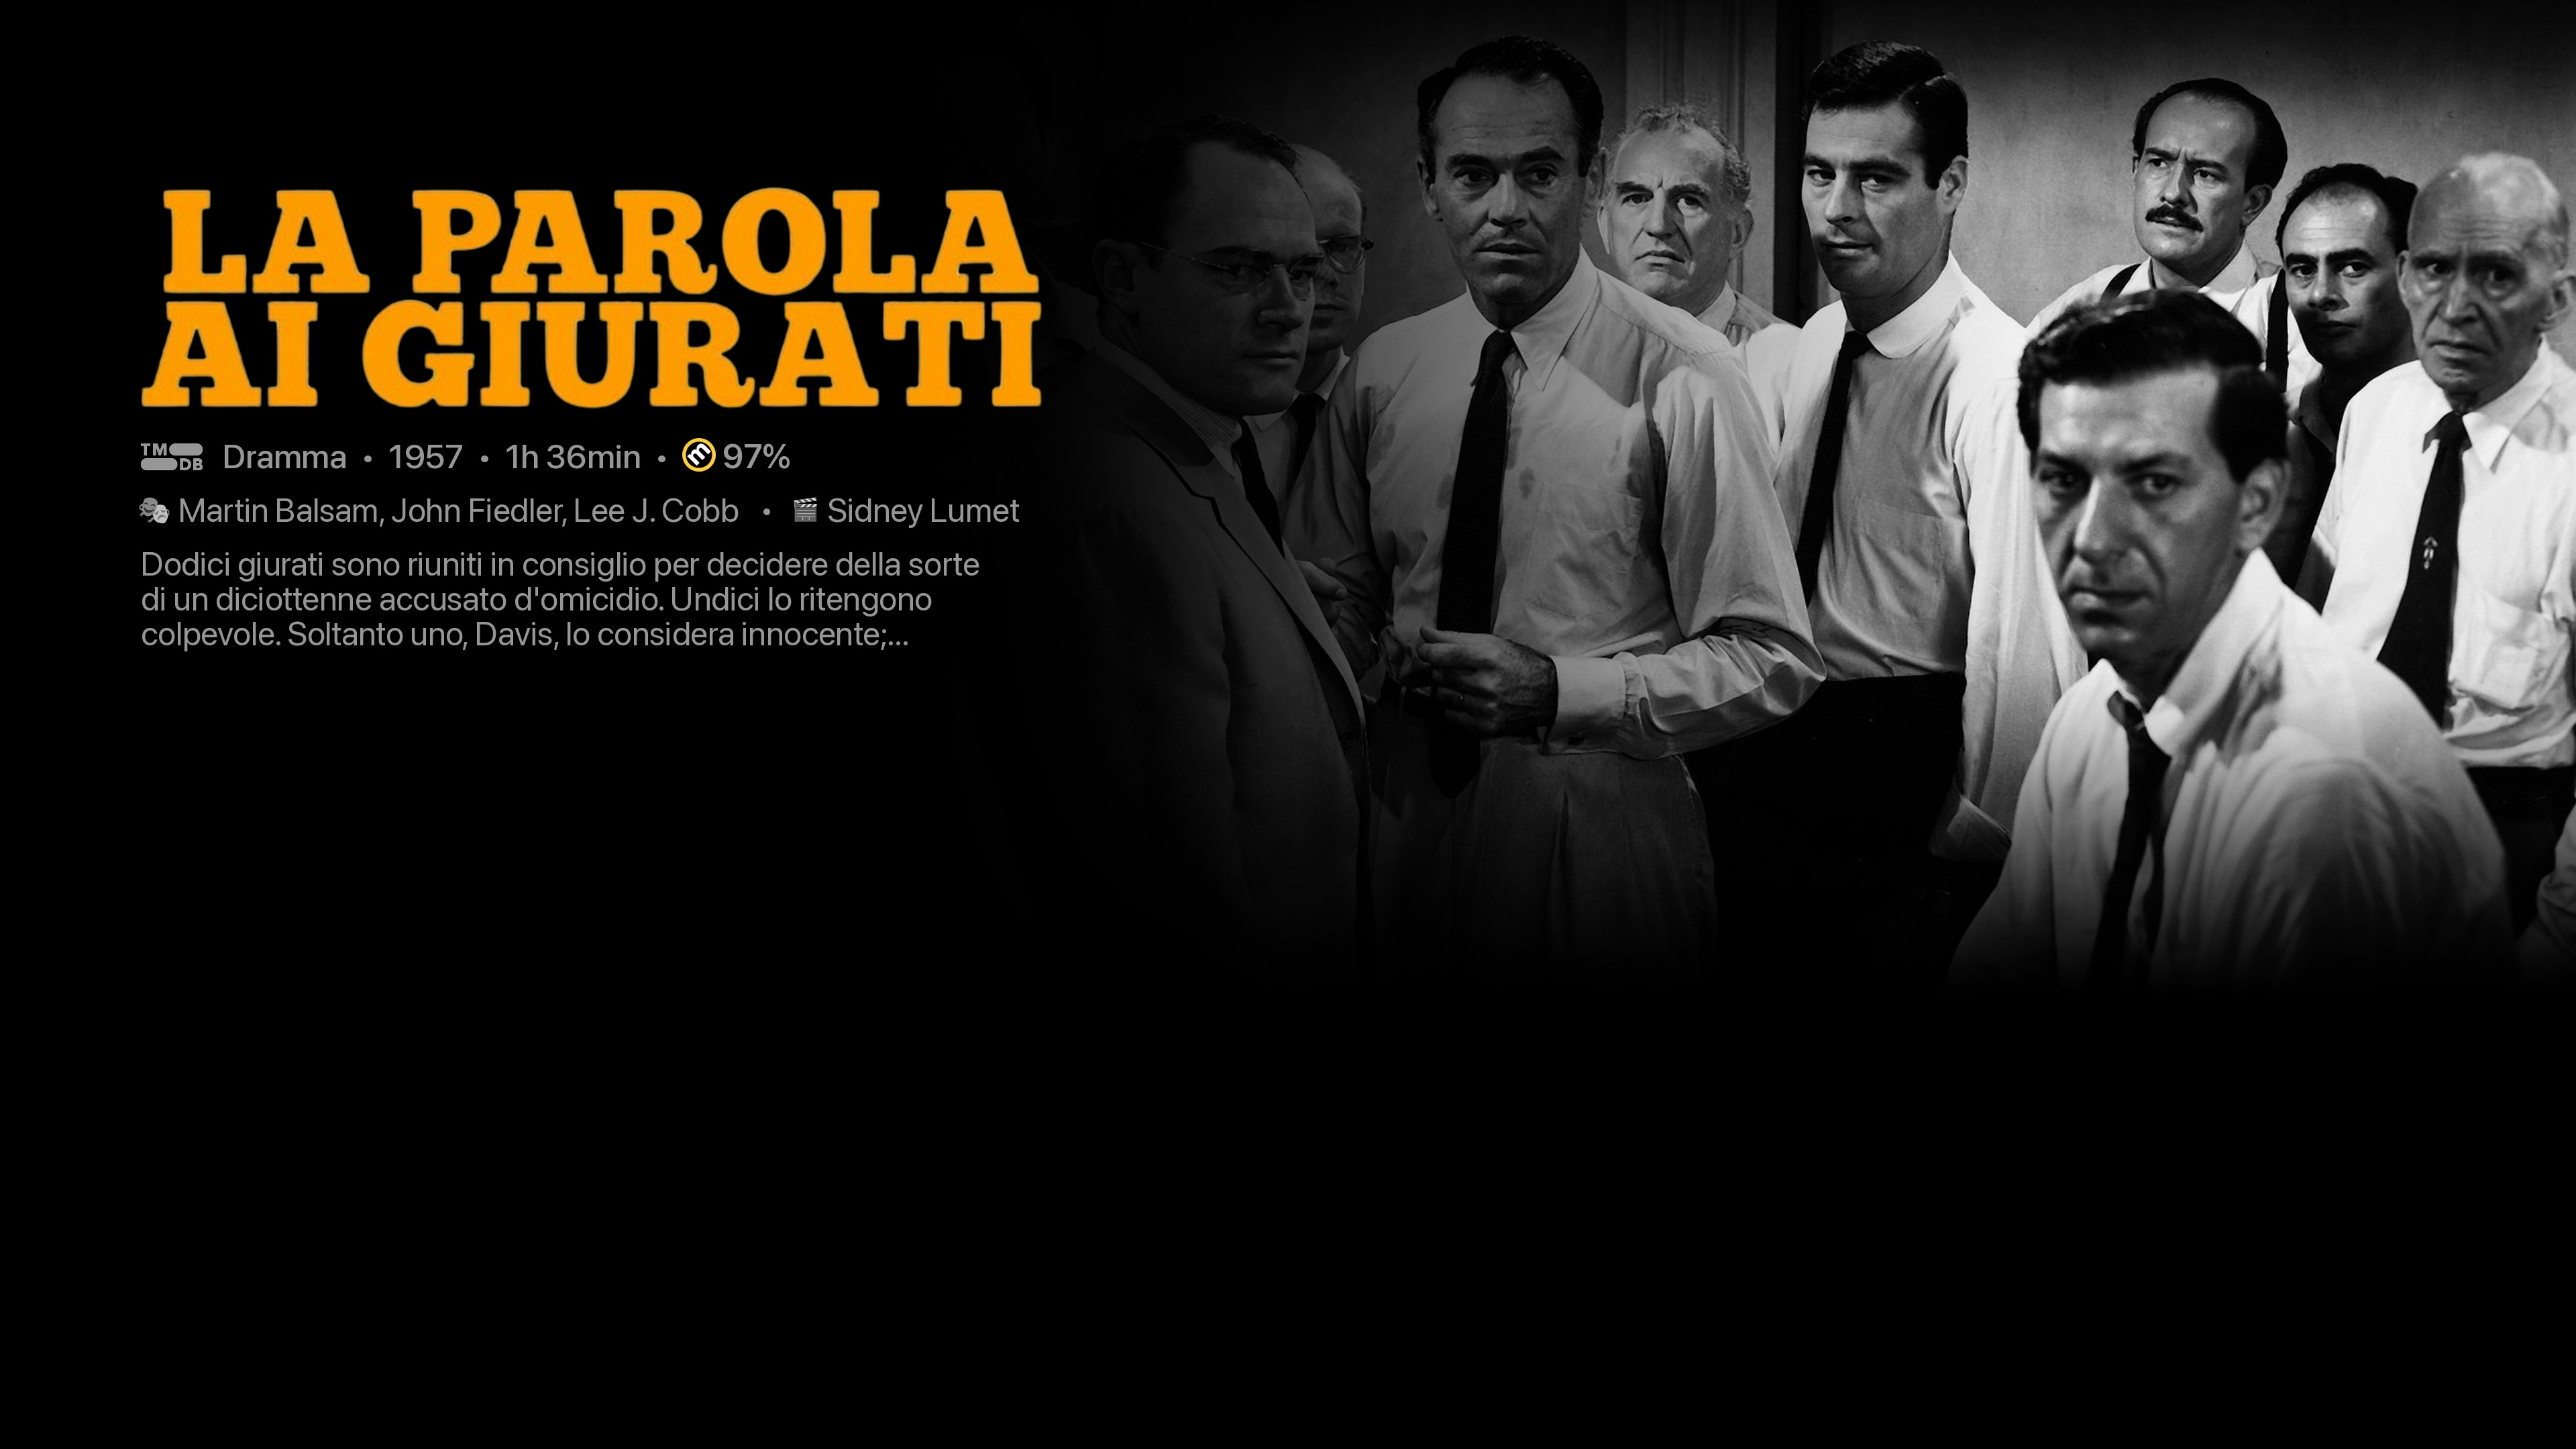 LA PAROLA
AI GIURATI
TMDB Dramma • 1957 • 1h 36min • m 97%
Martin Balsam, John Fiedler, Lee J. Cobb • Sidney Lumet
Dodici giurati sono riuniti in consiglio per decidere della sorte
di un diciottenne accusato d'omicidio. Undici lo ritengono
colpevole. Soltanto uno, Davis, lo considera innocente;...